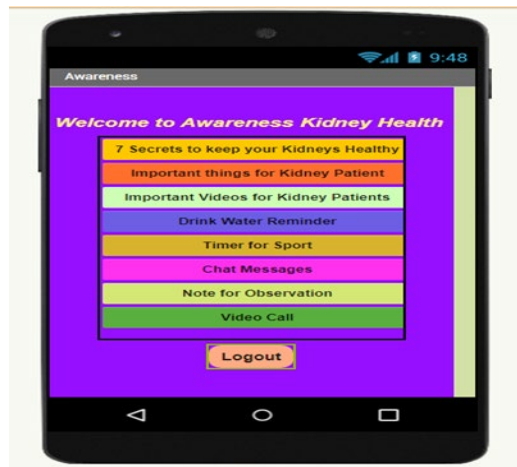 9:48
Awareness
Welcome to Awareness Kidney Health
7 Secrets to keep your Kidneys Healthy
Important things for Kidney Patient
Important Videos for Kidney Patients
Drink Water Reminder
Timer for Sport
Chat Messages
Note for Observation
Video Call
Logout